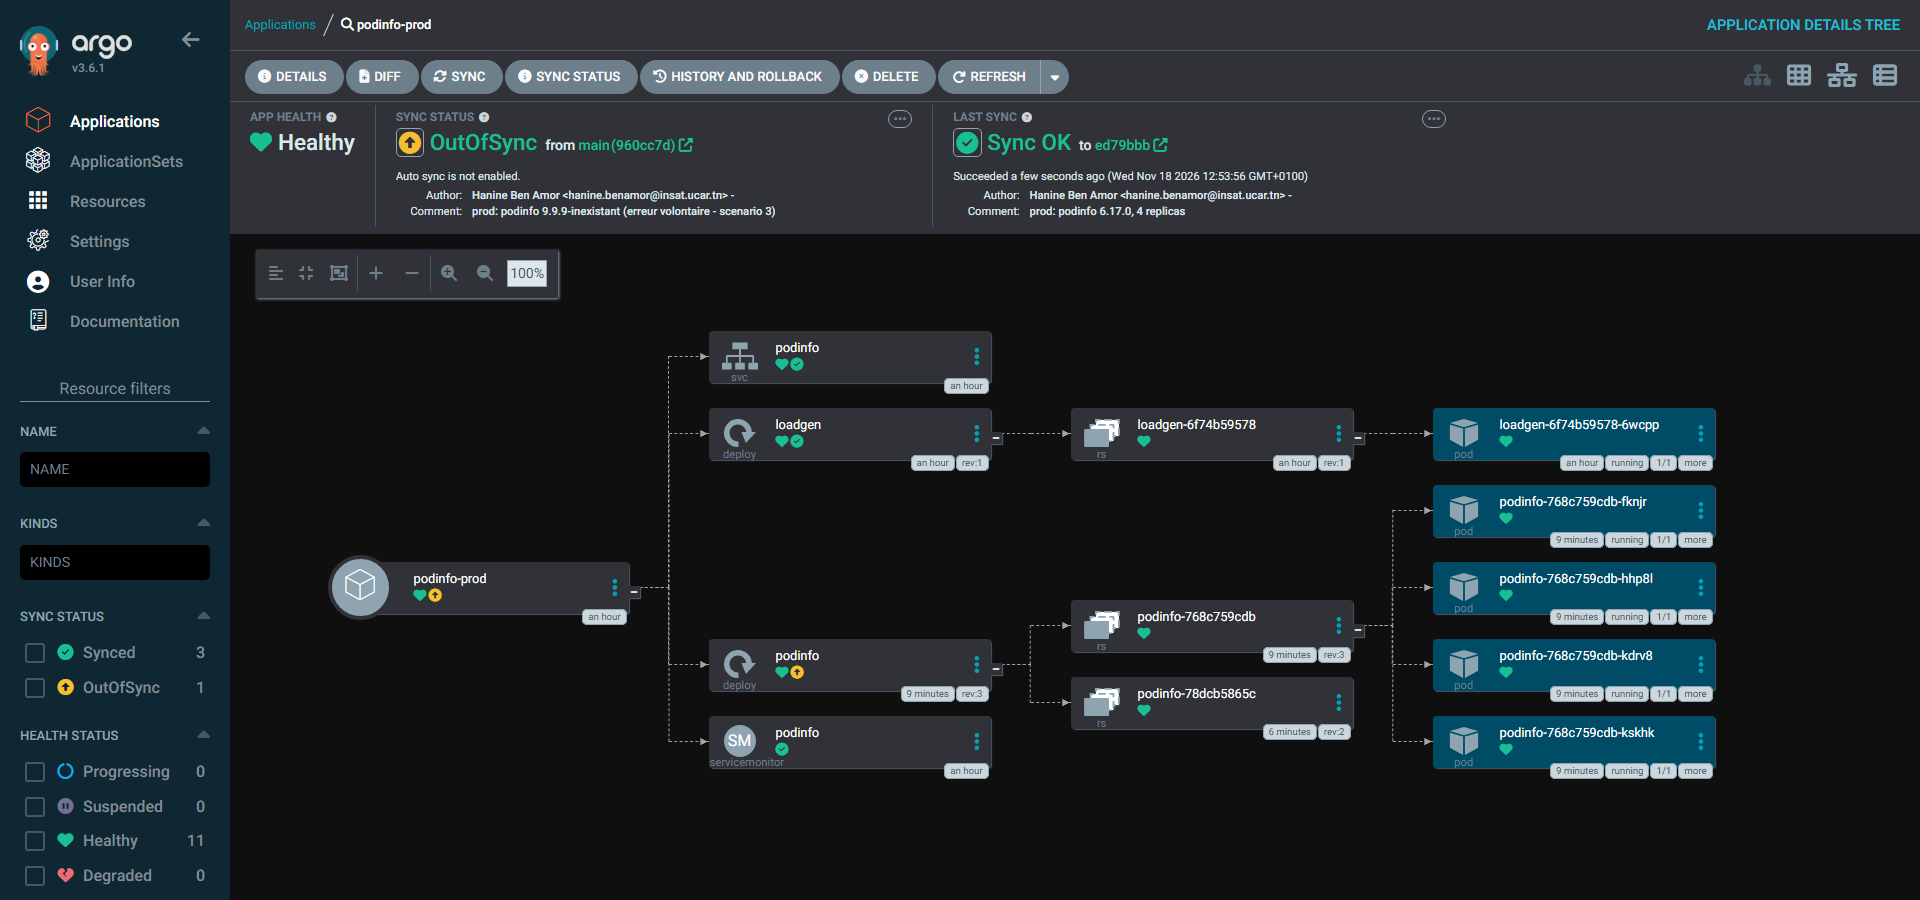 argo
v3.6.1
Applications
ApplicationSets
Resources
Settings
User Info
Documentation
Resource filters
NAME
NAME
KINDS
KINDS
SYNC STATUS
Synced 3
OutOfSync 1
HEALTH STATUS
Progressing 0
Suspended 0
Healthy 11
Degraded 0
Applications / podinfo-prod
APPLICATION DETAILS TREE
DETAILS DIFF SYNC SYNC STATUS HISTORY AND ROLLBACK DELETE REFRESH
APP HEALTH
Healthy
SYNC STATUS
OutOfSync from main (960cc7d)
Auto sync is not enabled.
Author: Hanine Ben Amor <hanine.benamor@insat.ucar.tn> -
Comment: prod: podinfo 9.9.9-inexistant (erreur volontaire - scenario 3)
LAST SYNC
Sync OK to ed79bbb
Succeeded a few seconds ago (Wed Nov 18 2026 12:53:56 GMT+0100)
Author: Hanine Ben Amor <hanine.benamor@insat.ucar.tn> -
Comment: prod: podinfo 6.17.0, 4 replicas
100%
podinfo-prod
an hour
podinfo
svc
an hour
loadgen
deploy
an hour rev:1
podinfo
deploy
9 minutes rev:3
SM
podinfo
servicemonitor
an hour
loadgen-6f74b59578
rs
an hour rev:1
podinfo-768c759cdb
rs
9 minutes rev:3
podinfo-78dcb5865c
rs
6 minutes rev:2
loadgen-6f74b59578-6wcpp
pod
an hour running 1/1 more
podinfo-768c759cdb-fknjr
pod
9 minutes running 1/1 more
podinfo-768c759cdb-hhp8l
pod
9 minutes running 1/1 more
podinfo-768c759cdb-kdrv8
pod
9 minutes running 1/1 more
podinfo-768c759cdb-kskhk
pod
9 minutes running 1/1 more